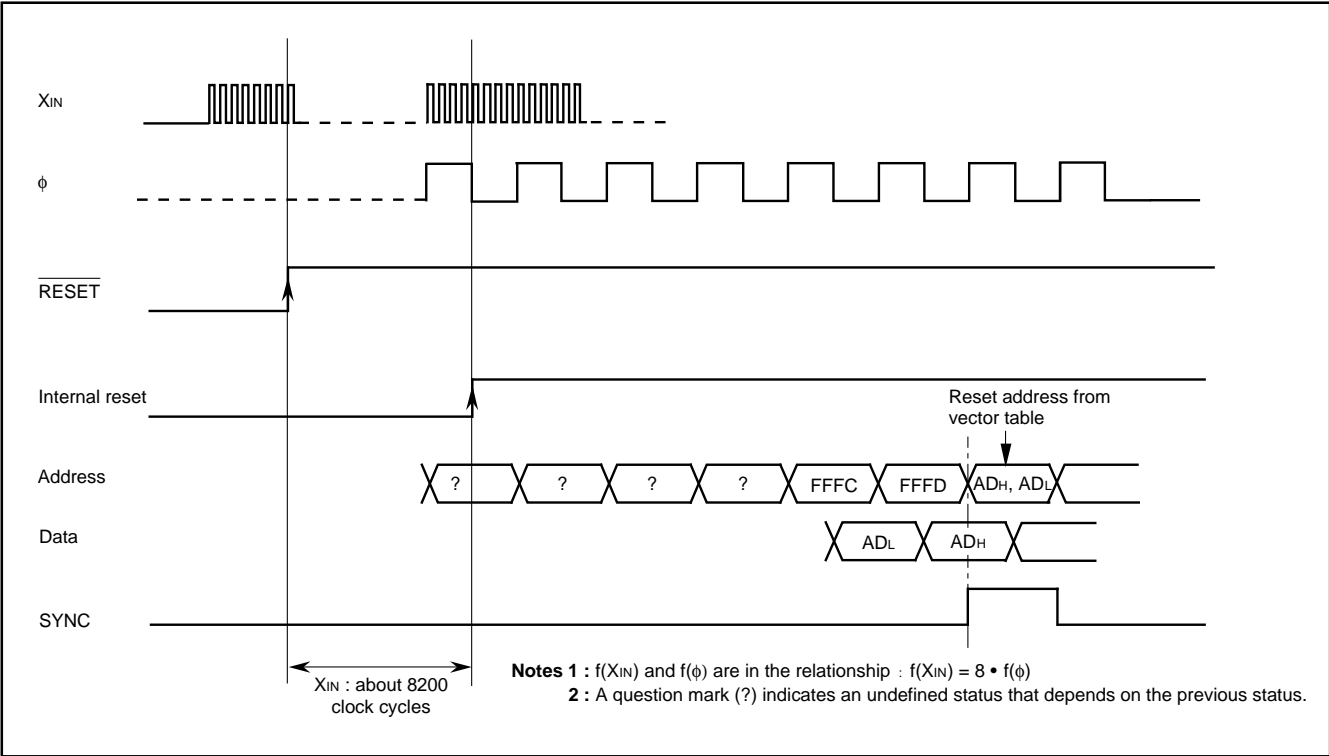 XIN
ϕ
RESET
Internal reset
Reset address from
vector table
Address
? ? ? ? FFFC FFFD ADH, ADL
Data
ADL ADH
SYNC
XIN : about 8200
clock cycles
Notes 1 : f(XIN) and f(ϕ) are in the relationship : f(XIN) = 8 • f(ϕ)
2 : A question mark (?) indicates an undefined status that depends on the previous status.